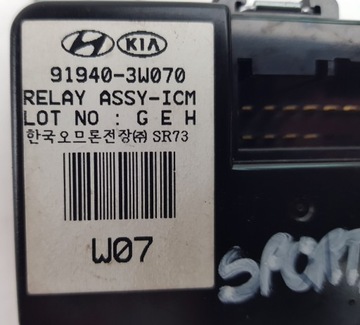 KIA
91940-3W070
RELAY ASSY-ICM
LOT NO : G E H
한국오므론전장㈜ SR73
W07
SPORT